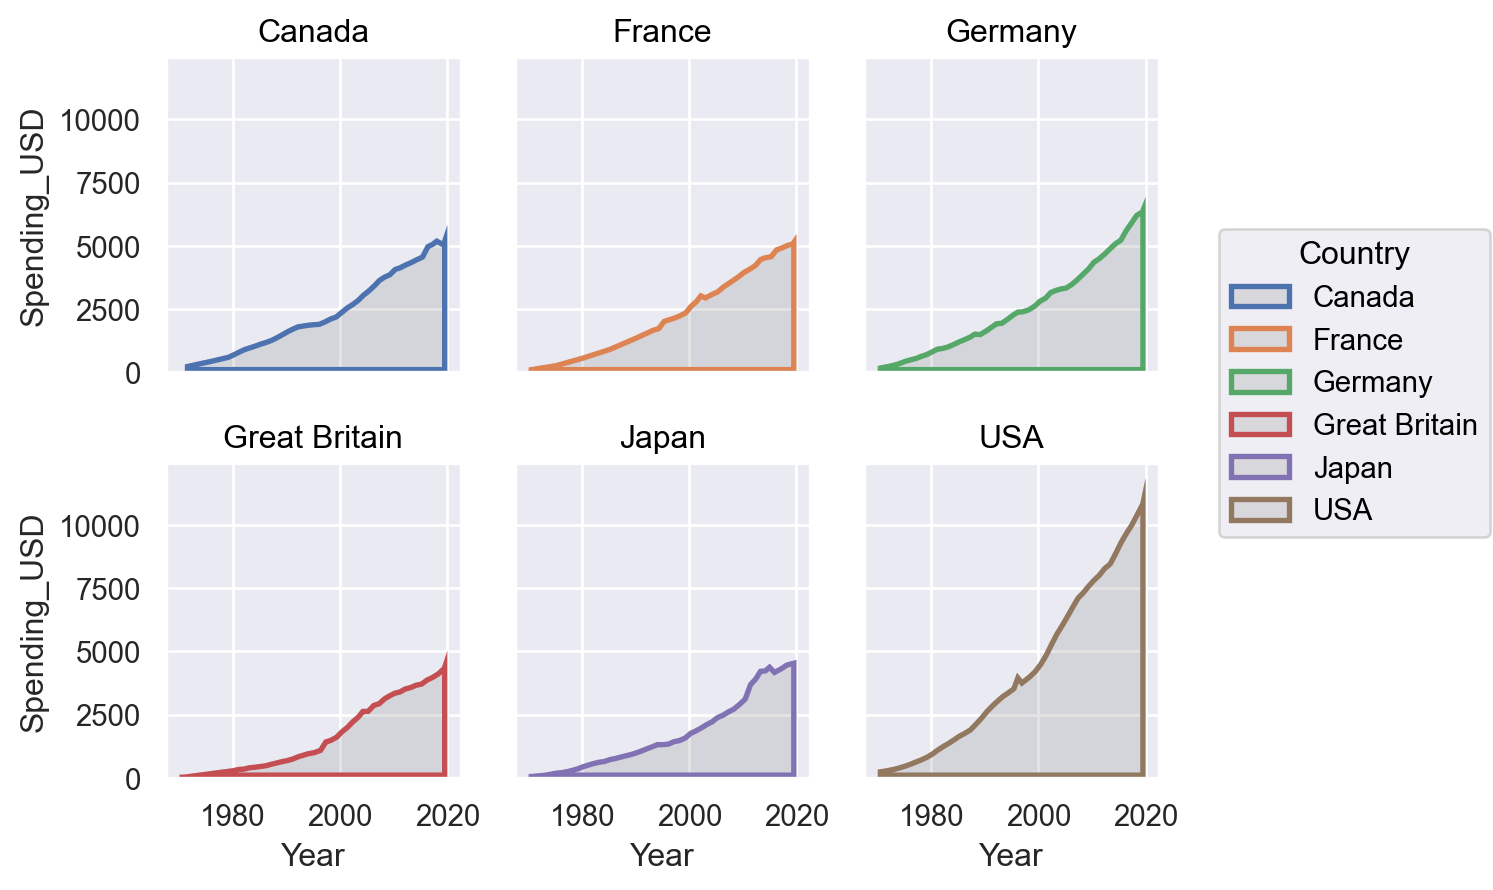 Canada France Germany
Spending_USD
10000
7500
5000
2500
0
Great Britain Japan USA
Spending_USD
10000
7500
5000
2500
0
1980 2000 2020 1980 2000 2020 1980 2000 2020
Year Year Year
Country
Canada
France
Germany
Great Britain
Japan
USA